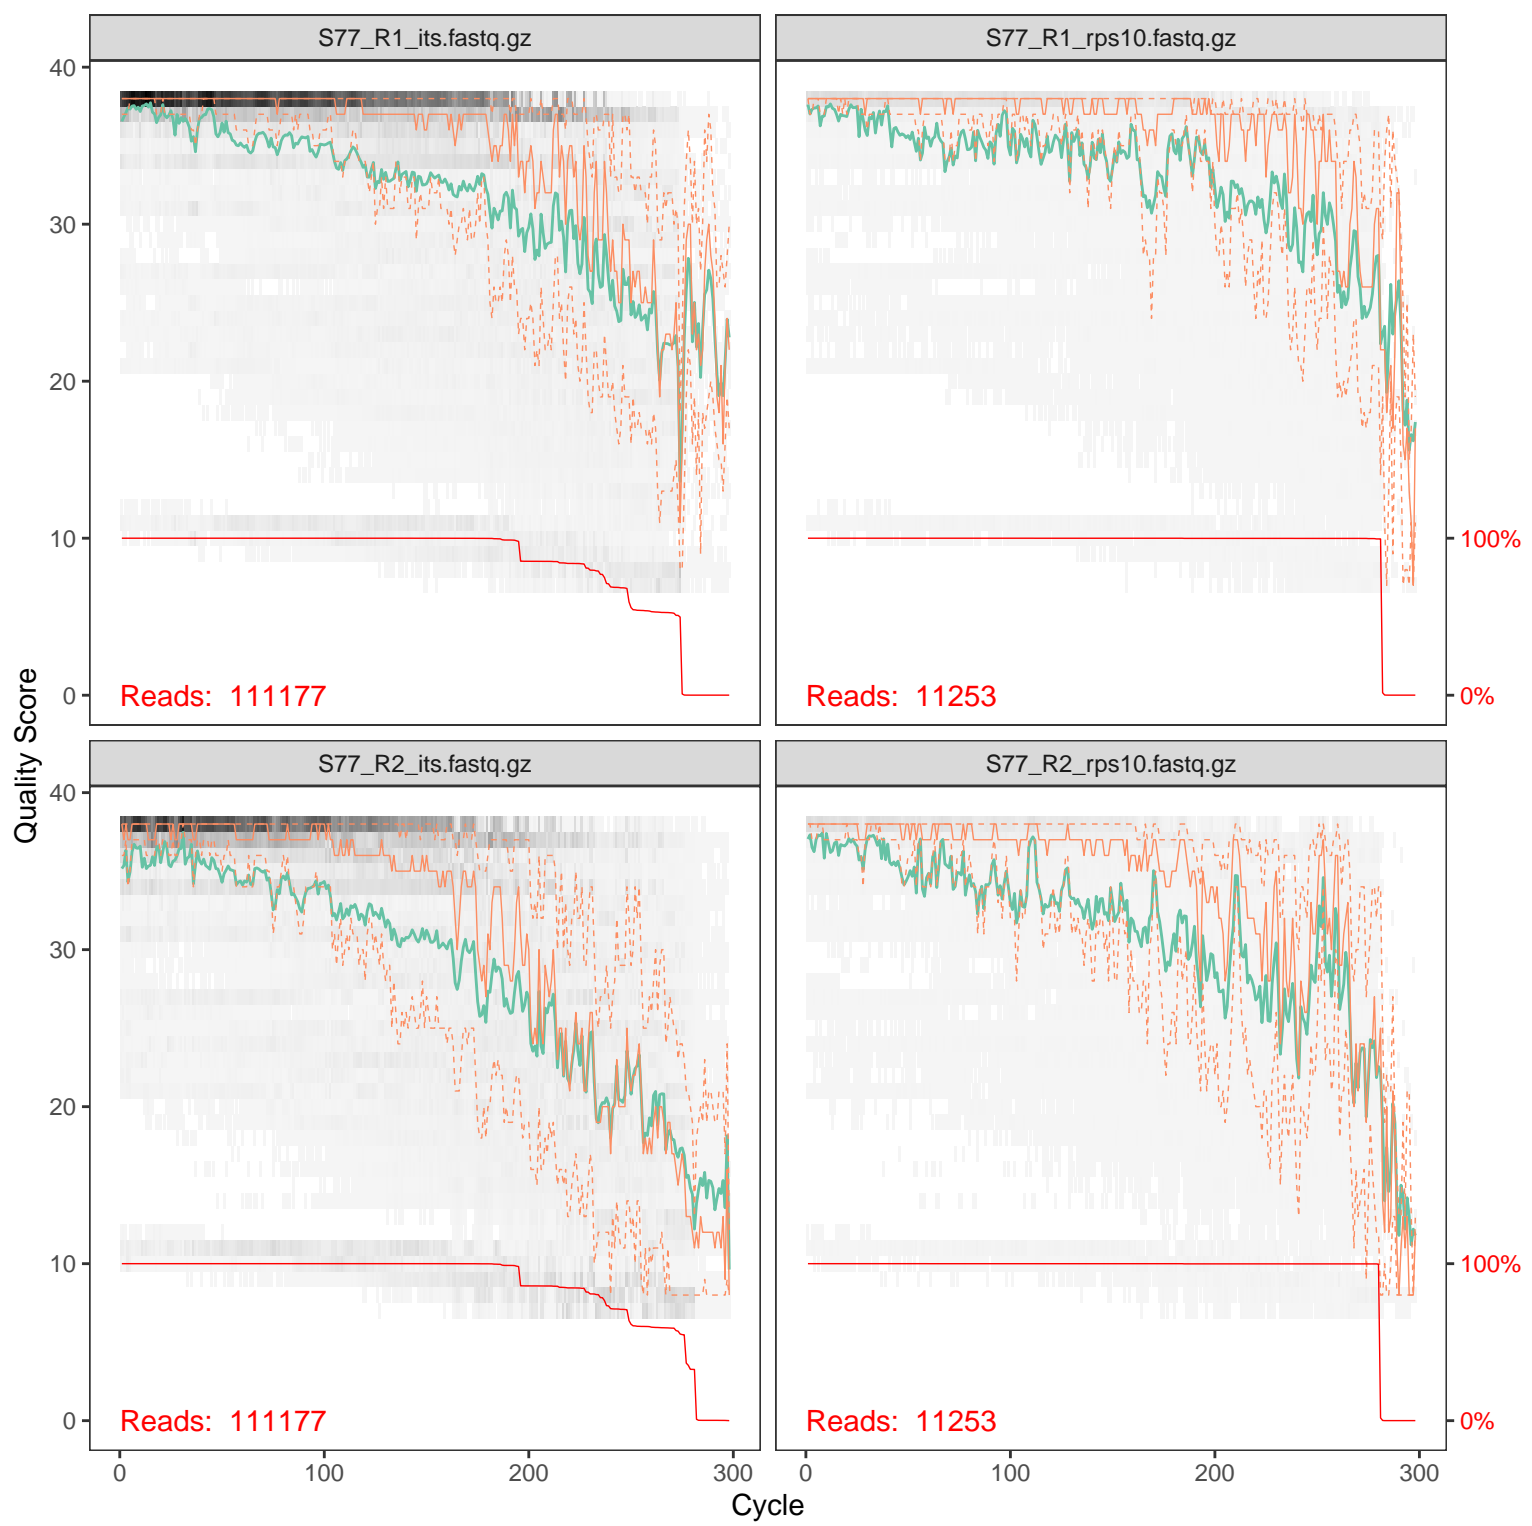 S77_R1_its.fastq.gz
S77_R1_rps10.fastq.gz
40
30
20
10
0
100%
0%
Reads: 111177
Reads: 11253
Quality Score
S77_R2_its.fastq.gz
S77_R2_rps10.fastq.gz
40
30
20
10
0
100%
0%
Reads: 111177
Reads: 11253
0
100
200
300
0
100
200
300
Cycle